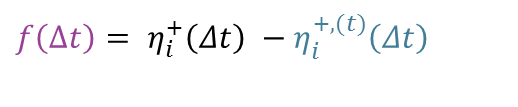 f(Δt) = η_i^+(Δt) − η_i^{+,(t)}(Δt)